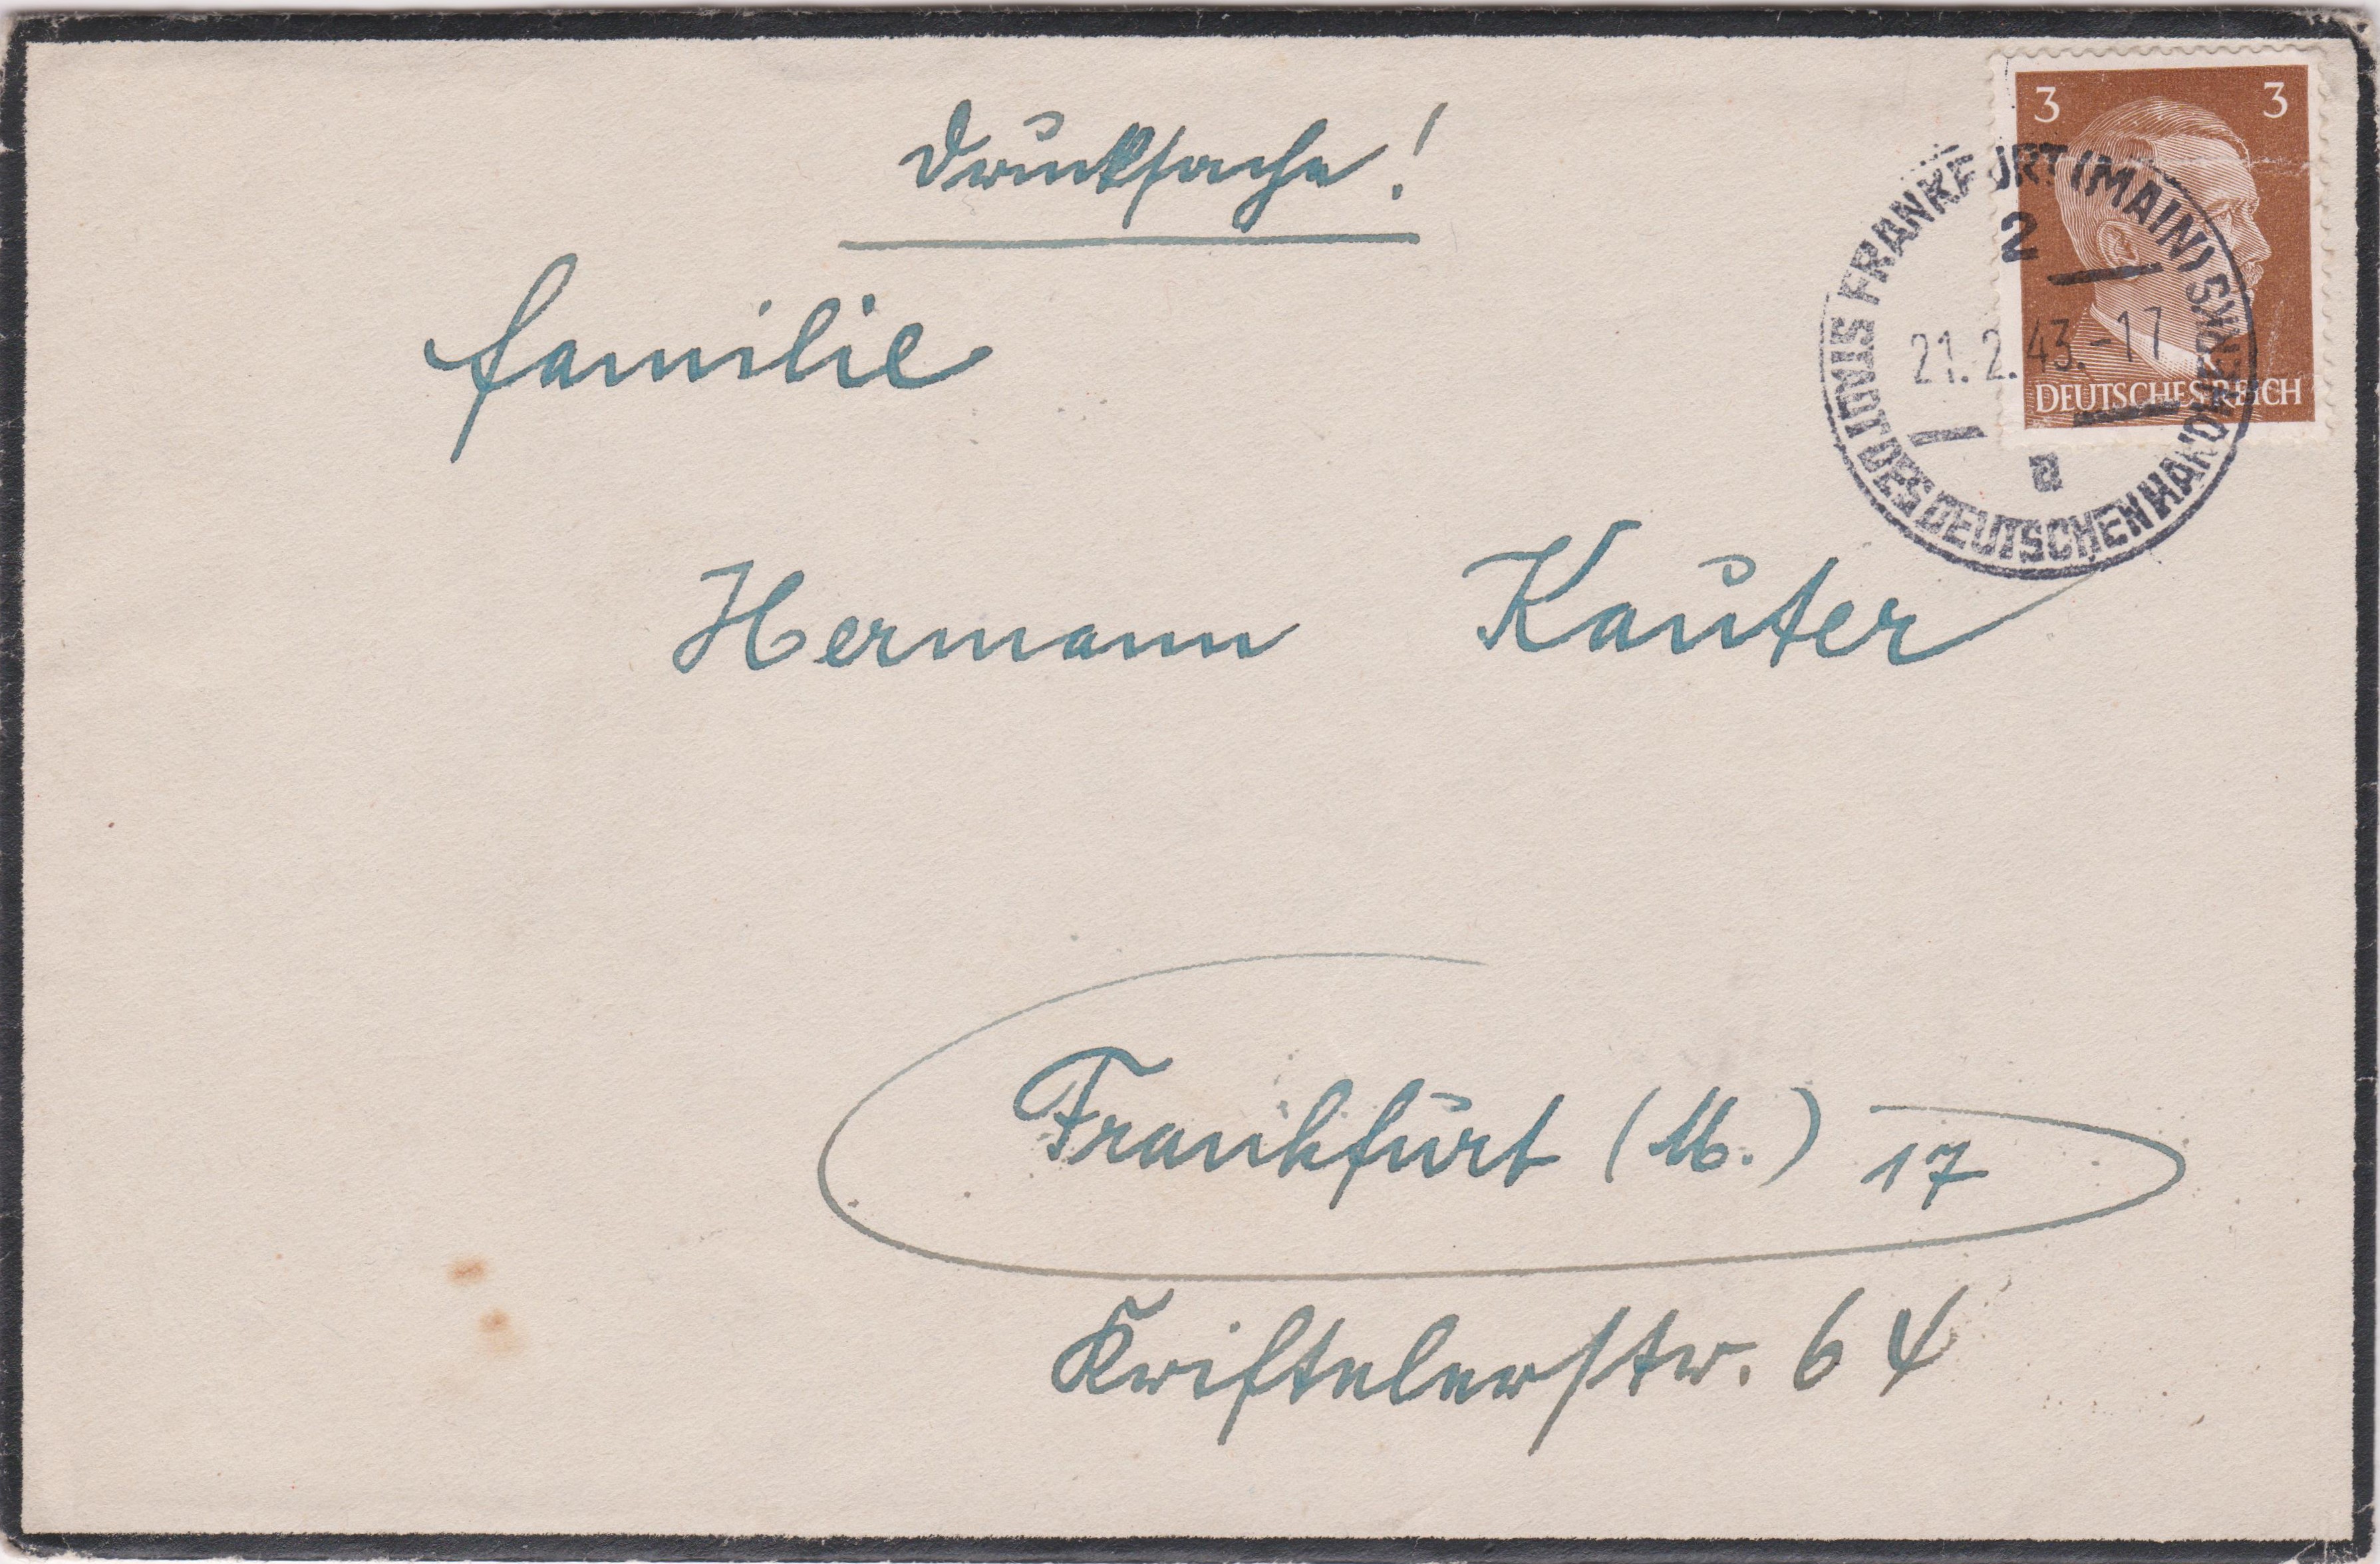 Drucksache!
3 3
DEUTSCHES REICH
FRANKFURT (MAIN)
2
21.2.43.-17
a
STADT DES DEUTSCHEN HANDWERKS
Familie
Hermann Kauter
Frankfurt (M.) 17
Kriftelerstr. 64